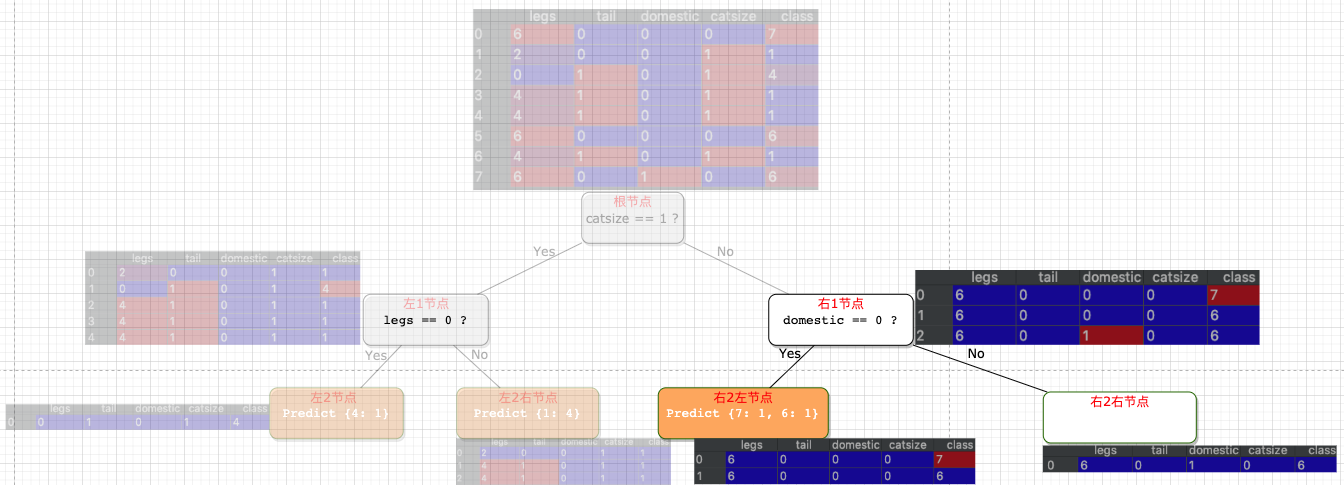 legs tail domestic catsize class
0 6 0 0 0 7
1 2 0 0 1 1
2 0 1 0 1 4
3 4 1 0 1 1
4 4 1 0 1 1
5 6 0 0 0 6
6 4 1 0 1 1
7 6 0 1 0 6
根节点
catsize == 1 ?
Yes
No
legs tail domestic catsize class
0 2 0 0 1 1
1 0 1 0 1 4
2 4 1 0 1 1
3 4 1 0 1 1
4 4 1 0 1 1
左1节点
legs == 0 ?
右1节点
domestic == 0 ?
legs tail domestic catsize class
0 6 0 0 0 7
1 6 0 0 0 6
2 6 0 1 0 6
Yes
No
Yes
No
左2节点
Predict {4: 1}
左2右节点
Predict {1: 4}
右2左节点
Predict {7: 1, 6: 1}
右2右节点
legs tail domestic catsize class
0 0 1 0 1 4
legs tail domestic catsize class
0 2 0 0 1 1
1 4 1 0 1 1
legs tail domestic catsize class
0 6 0 0 0 7
1 6 0 0 0 6
legs tail domestic catsize class
0 6 0 1 0 6